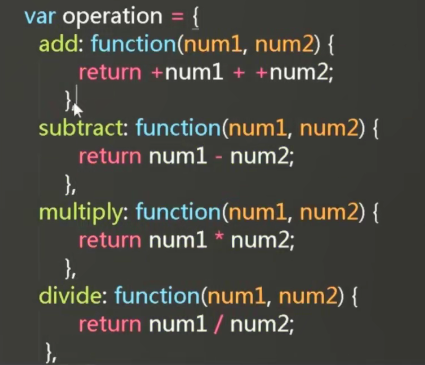 var operation = {
add: function(num1, num2) {
return +num1 + +num2;
},
subtract: function(num1, num2) {
return num1 - num2;
},
multiply: function(num1, num2) {
return num1 * num2;
},
divide: function(num1, num2) {
return num1 / num2;
},